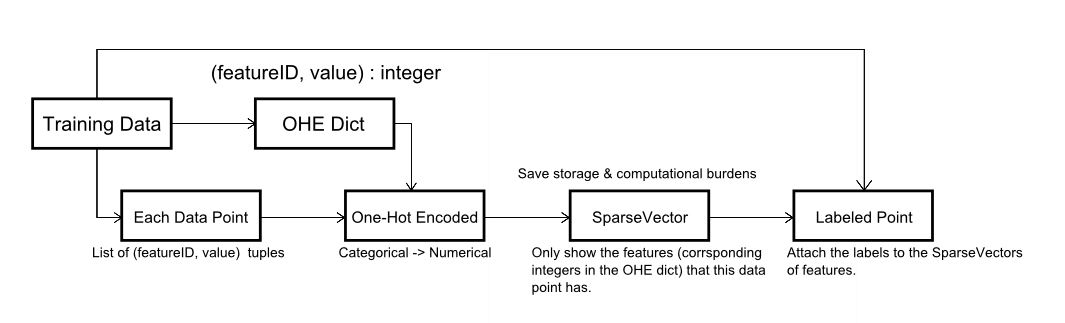 (featureID, value) : integer
Training Data
OHE Dict
Save storage & computational burdens
Each Data Point
One-Hot Encoded
SparseVector
Labeled Point
List of (featureID, value) tuples
Categorical -> Numerical
Only show the features (corrsponding
integers in the OHE dict) that this data
point has.
Attach the labels to the SparseVectors
of features.